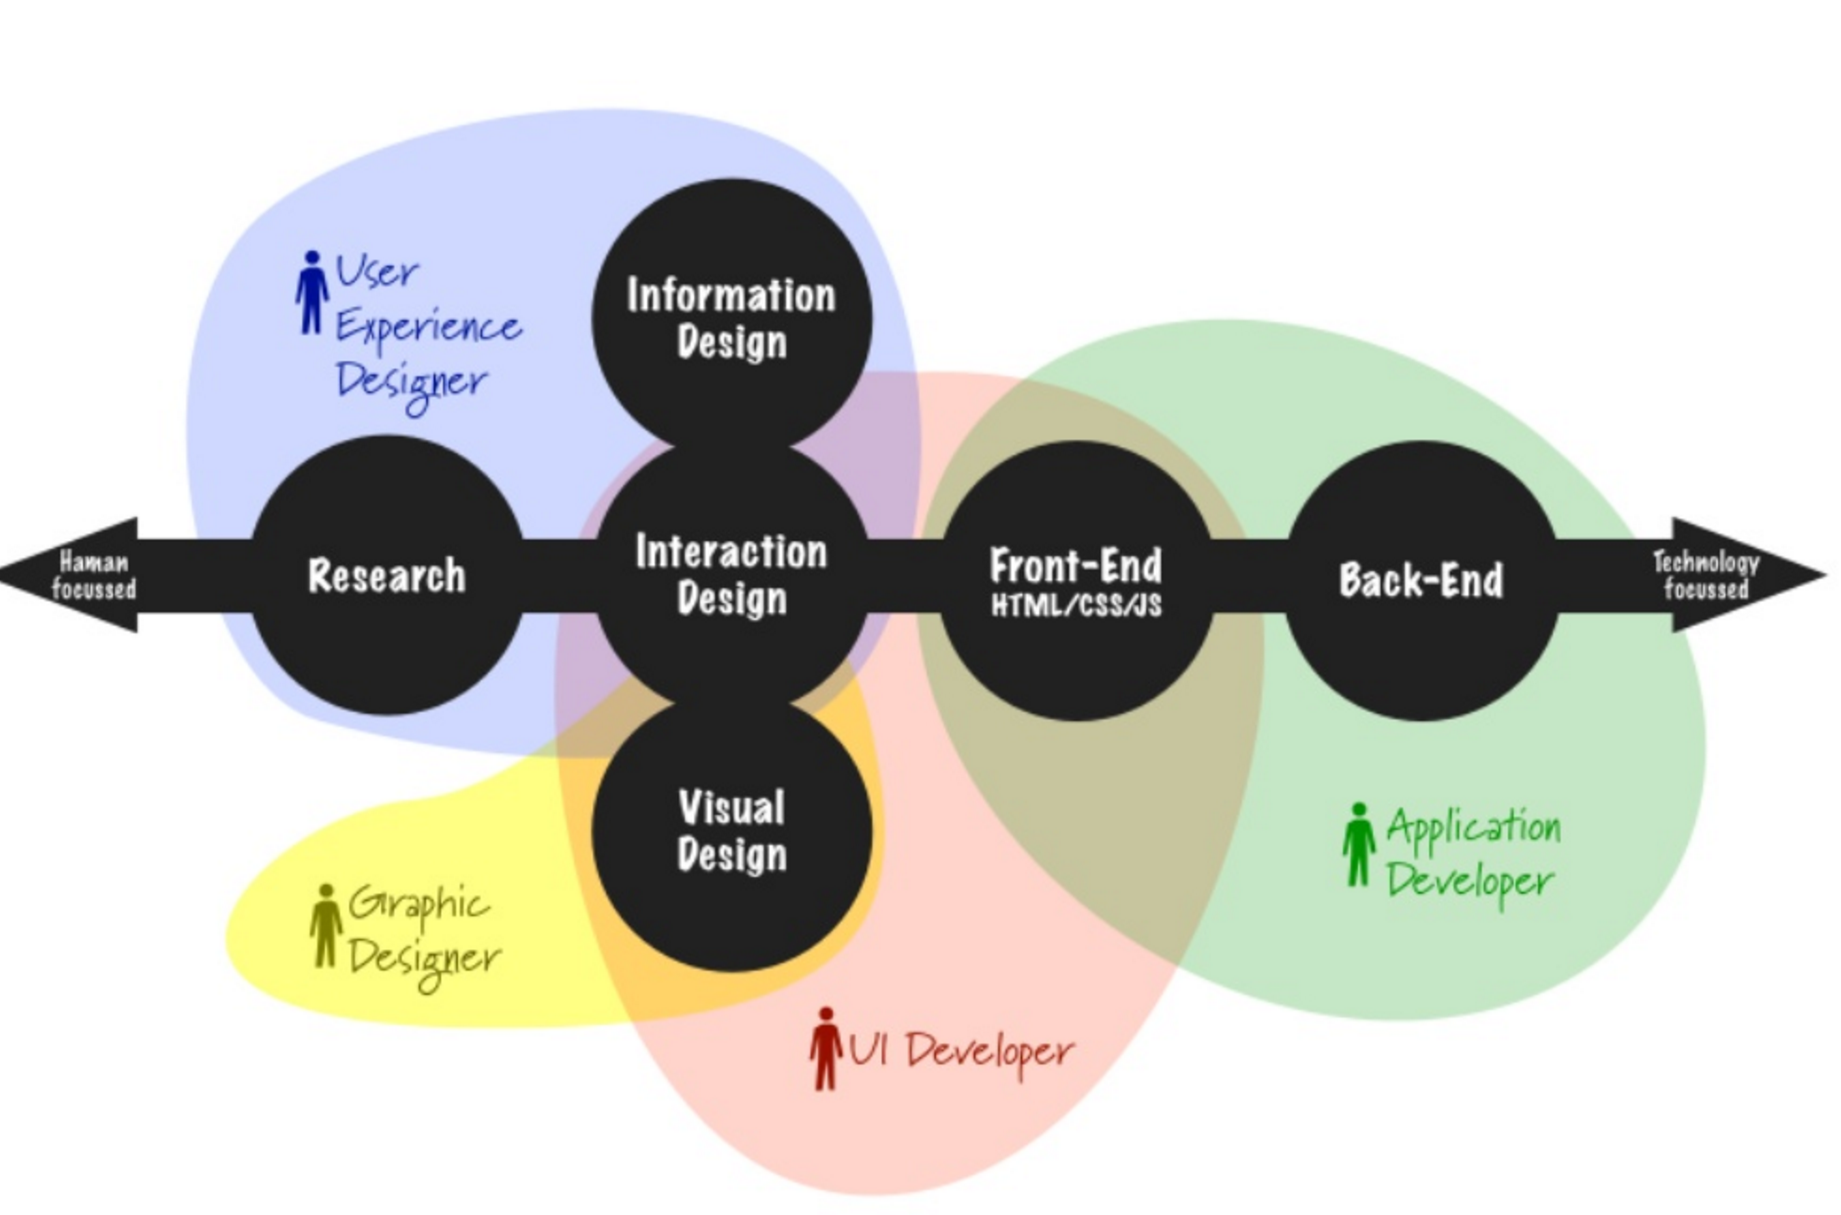 User
Experience
Designer
Information
Design
Haman
focussed
Research
Interaction
Design
Front-End
HTML/CSS/JS
Back-End
Technology
focussed
Visual
Design
Graphic
Designer
Application
Developer
UI Developer